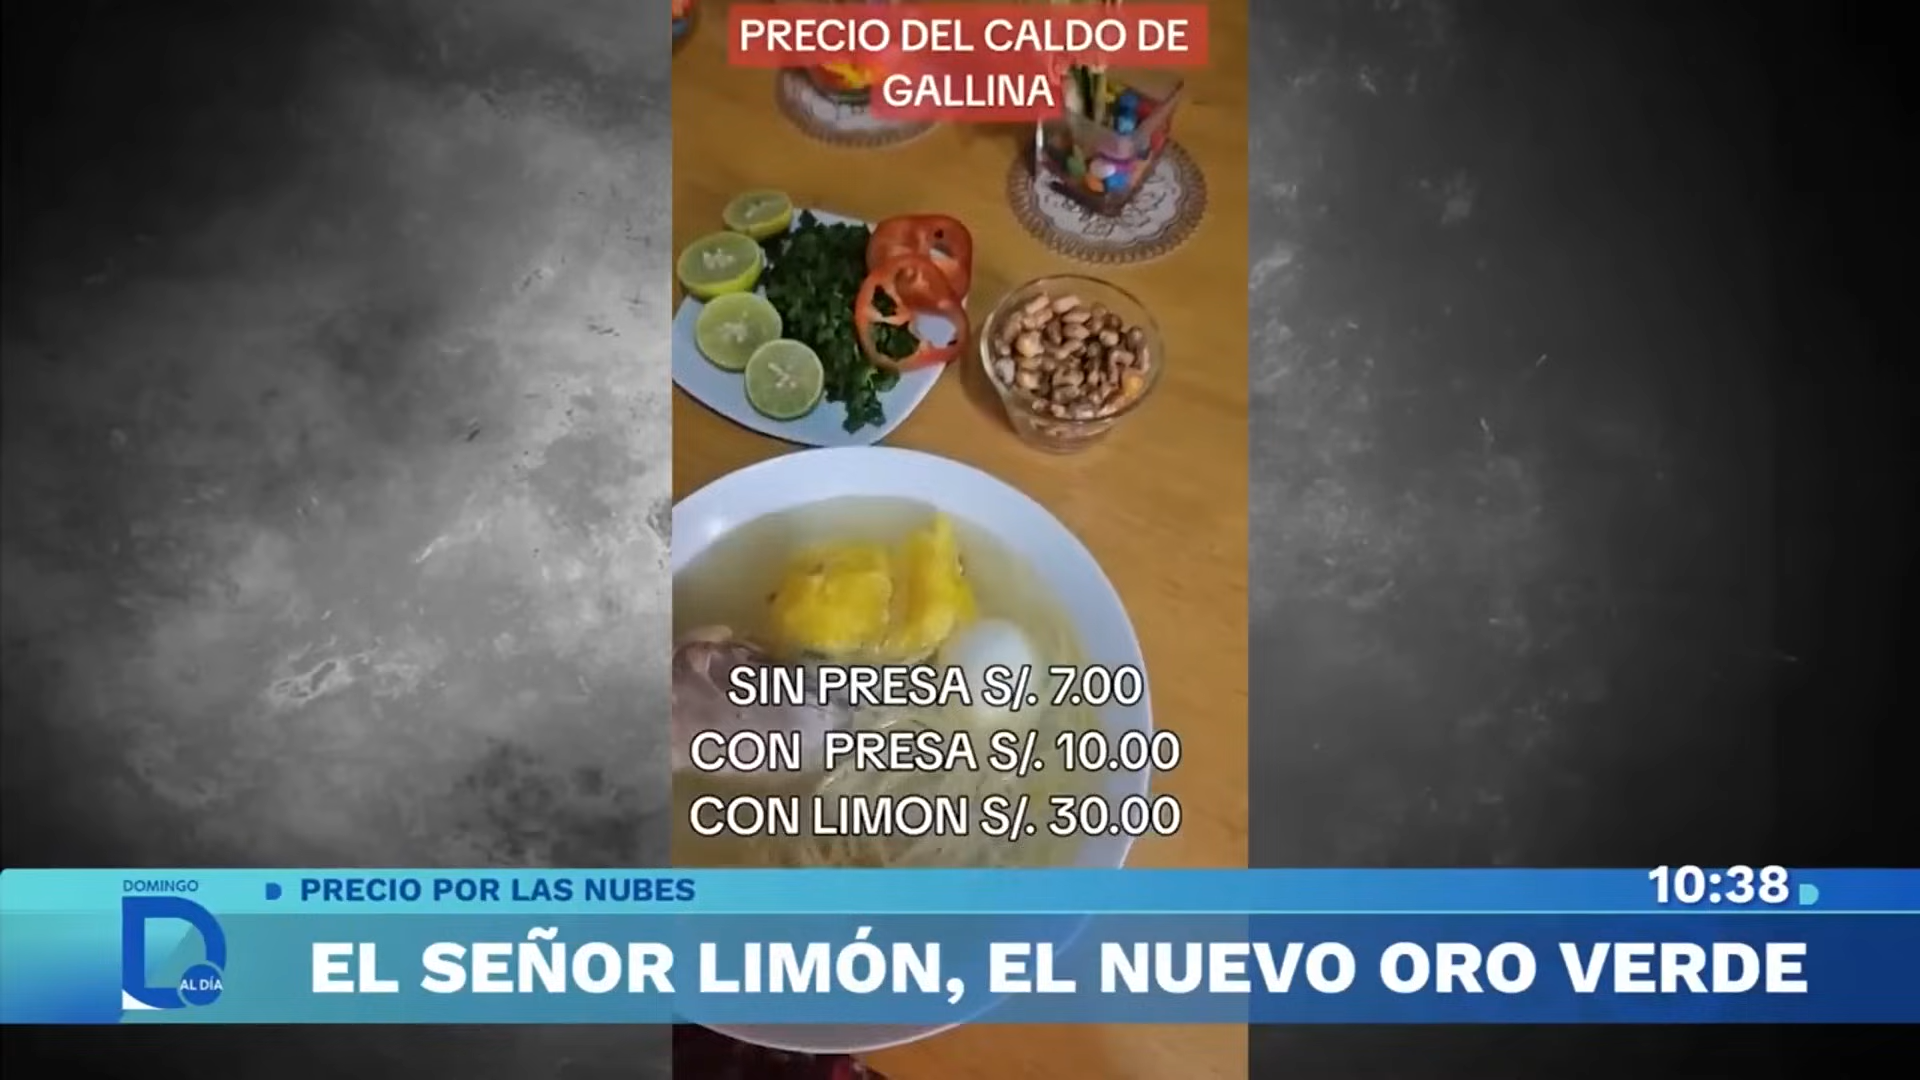 PRECIO DEL CALDO DE
GALLINA
SIN PRESA S/. 7.00
CON PRESA S/. 10.00
CON LIMON S/. 30.00
DOMINGO
D
AL DÍA
PRECIO POR LAS NUBES
10:38
EL SEÑOR LIMÓN, EL NUEVO ORO VERDE